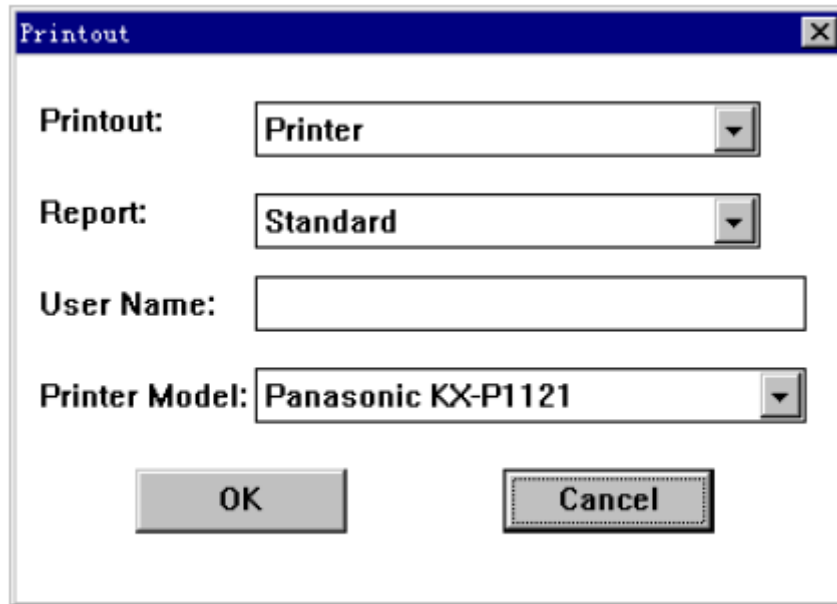 Printout
Printout: Printer
Report: Standard
User Name:
Printer Model: Panasonic KX-P1121
OK Cancel